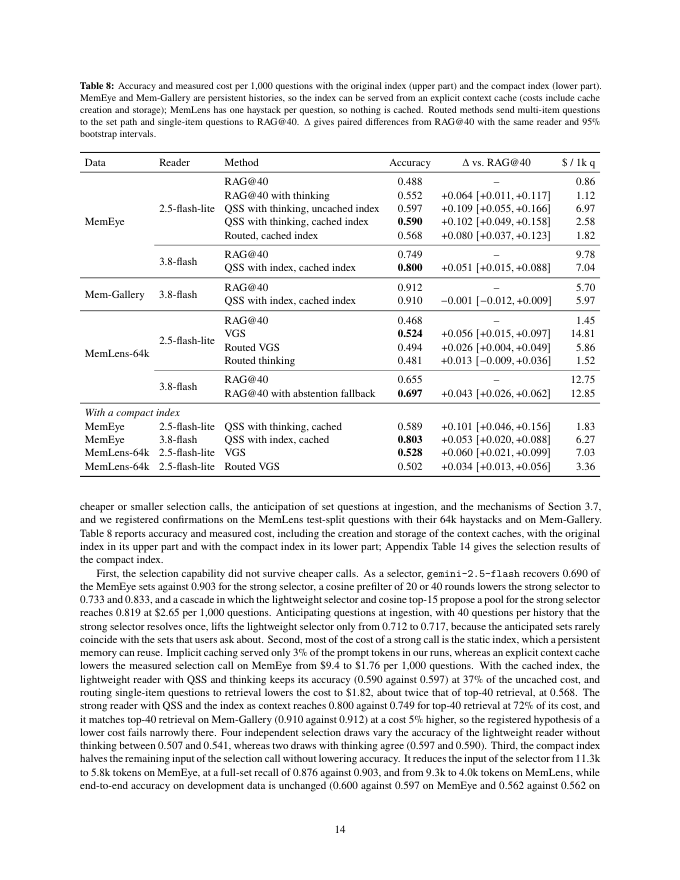 Table 8: Accuracy and measured cost per 1,000 questions with the original index (upper part) and the compact index (lower part).
MemEye and Mem-Gallery are persistent histories, so the index can be served from an explicit context cache (costs include cache
creation and storage); MemLens has one haystack per question, so nothing is cached. Routed methods send multi-item questions
to the set path and single-item questions to RAG@40. Δ gives paired differences from RAG@40 with the same reader and 95%
bootstrap intervals.
Data Reader Method Accuracy Δ vs. RAG@40 $ / 1k q
MemEye 2.5-flash-lite RAG@40 0.488 – 0.86
RAG@40 with thinking 0.552 +0.064 [+0.011, +0.117] 1.12
QSS with thinking, uncached index 0.597 +0.109 [+0.055, +0.166] 6.97
QSS with thinking, cached index 0.590 +0.102 [+0.049, +0.158] 2.58
Routed, cached index 0.568 +0.080 [+0.037, +0.123] 1.82
3.8-flash RAG@40 0.749 – 9.78
QSS with index, cached index 0.800 +0.051 [+0.015, +0.088] 7.04
Mem-Gallery 3.8-flash RAG@40 0.912 – 5.70
QSS with index, cached index 0.910 −0.001 [−0.012, +0.009] 5.97
MemLens-64k 2.5-flash-lite RAG@40 0.468 – 1.45
VGS 0.524 +0.056 [+0.015, +0.097] 14.81
Routed VGS 0.494 +0.026 [+0.004, +0.049] 5.86
Routed thinking 0.481 +0.013 [−0.009, +0.036] 1.52
3.8-flash RAG@40 0.655 – 12.75
RAG@40 with abstention fallback 0.697 +0.043 [+0.026, +0.062] 12.85
With a compact index
MemEye 2.5-flash-lite QSS with thinking, cached 0.589 +0.101 [+0.046, +0.156] 1.83
MemEye 3.8-flash QSS with index, cached 0.803 +0.053 [+0.020, +0.088] 6.27
MemLens-64k 2.5-flash-lite VGS 0.528 +0.060 [+0.021, +0.099] 7.03
MemLens-64k 2.5-flash-lite Routed VGS 0.502 +0.034 [+0.013, +0.056] 3.36
cheaper or smaller selection calls, the anticipation of set questions at ingestion, and the mechanisms of Section 3.7,
and we registered confirmations on the MemLens test-split questions with their 64k haystacks and on Mem-Gallery.
Table 8 reports accuracy and measured cost, including the creation and storage of the context caches, with the original
index in its upper part and with the compact index in its lower part; Appendix Table 14 gives the selection results of
the compact index.
First, the selection capability did not survive cheaper calls. As a selector, gemini-2.5-flash recovers 0.690 of
the MemEye sets against 0.903 for the strong selector, a cosine prefilter of 20 or 40 rounds lowers the strong selector to
0.733 and 0.833, and a cascade in which the lightweight selector and cosine top-15 propose a pool for the strong selector
reaches 0.819 at $2.65 per 1,000 questions. Anticipating questions at ingestion, with 40 questions per history that the
strong selector resolves once, lifts the lightweight selector only from 0.712 to 0.717, because the anticipated sets rarely
coincide with the sets that users ask about. Second, most of the cost of a strong call is the static index, which a persistent
memory can reuse. Implicit caching served only 3% of the prompt tokens in our runs, whereas an explicit context cache
lowers the measured selection call on MemEye from $9.4 to $1.76 per 1,000 questions. With the cached index, the
lightweight reader with QSS and thinking keeps its accuracy (0.590 against 0.597) at 37% of the uncached cost, and
routing single-item questions to retrieval lowers the cost to $1.82, about twice that of top-40 retrieval, at 0.568. The
strong reader with QSS and the index as context reaches 0.800 against 0.749 for top-40 retrieval at 72% of its cost, and
it matches top-40 retrieval on Mem-Gallery (0.910 against 0.912) at a cost 5% higher, so the registered hypothesis of a
lower cost fails narrowly there. Four independent selection draws vary the accuracy of the lightweight reader without
thinking between 0.507 and 0.541, whereas two draws with thinking agree (0.597 and 0.590). Third, the compact index
halves the remaining input of the selection call without lowering accuracy. It reduces the input of the selector from 11.3k
to 5.8k tokens on MemEye, at a full-set recall of 0.876 against 0.903, and from 9.3k to 4.0k tokens on MemLens, while
end-to-end accuracy on development data is unchanged (0.600 against 0.597 on MemEye and 0.562 against 0.562 on
14